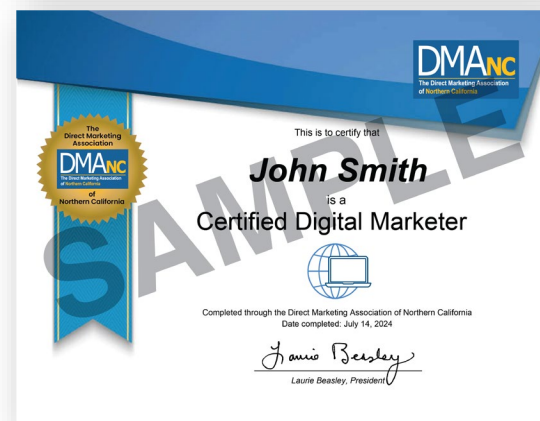 DMANC
The Direct Marketing Association
of Northern California
The
Direct Marketing
Association
DMANC
The Direct Marketing Association
of Northern California
of
Northern California
This is to certify that
John Smith
is a
Certified Digital Marketer
SAMPLE
Completed through the Direct Marketing Association of Northern California
Date completed: July 14, 2024
Laurie Beasley
Laurie Beasley, President